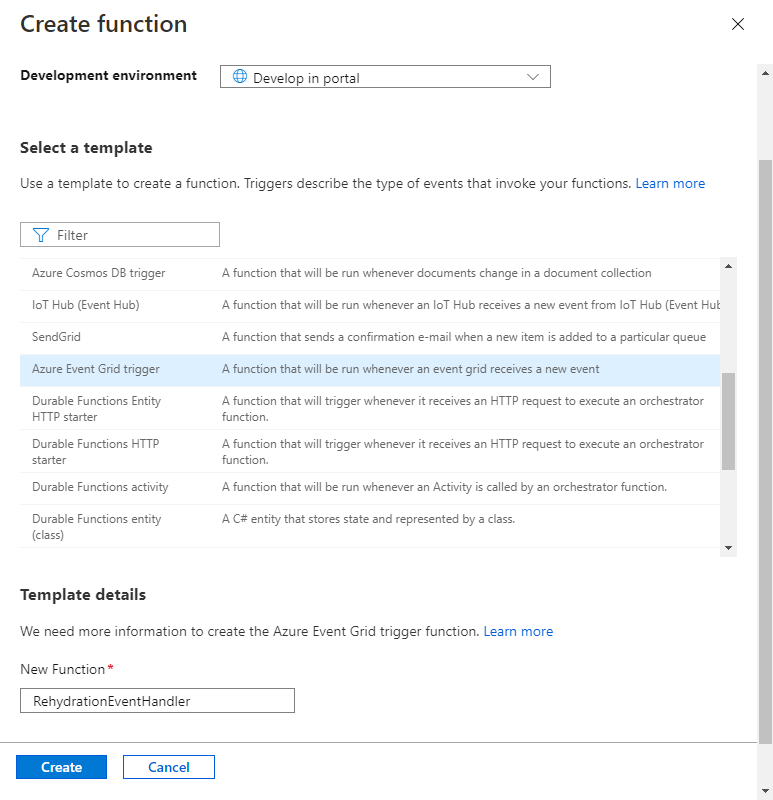 Create function
Development environment
Develop in portal
Select a template
Use a template to create a function. Triggers describe the type of events that invoke your functions. Learn more
Filter
Azure Cosmos DB trigger A function that will be run whenever documents change in a document collection
IoT Hub (Event Hub) A function that will be run whenever an IoT Hub receives a new event from IoT Hub (Event Hub
SendGrid A function that sends a confirmation e-mail when a new item is added to a particular queue
Azure Event Grid trigger A function that will be run whenever an event grid receives a new event
Durable Functions Entity A function that will trigger whenever it receives an HTTP request to execute an orchestrator
HTTP starter function.
Durable Functions HTTP A function that will trigger whenever it receives an HTTP request to execute an orchestrator
starter function.
Durable Functions activity A function that will be run whenever an Activity is called by an orchestrator function.
Durable Functions entity A C# entity that stores state and represented by a class.
(class)
Template details
We need more information to create the Azure Event Grid trigger function. Learn more
New Function*
RehydrationEventHandler
Create Cancel